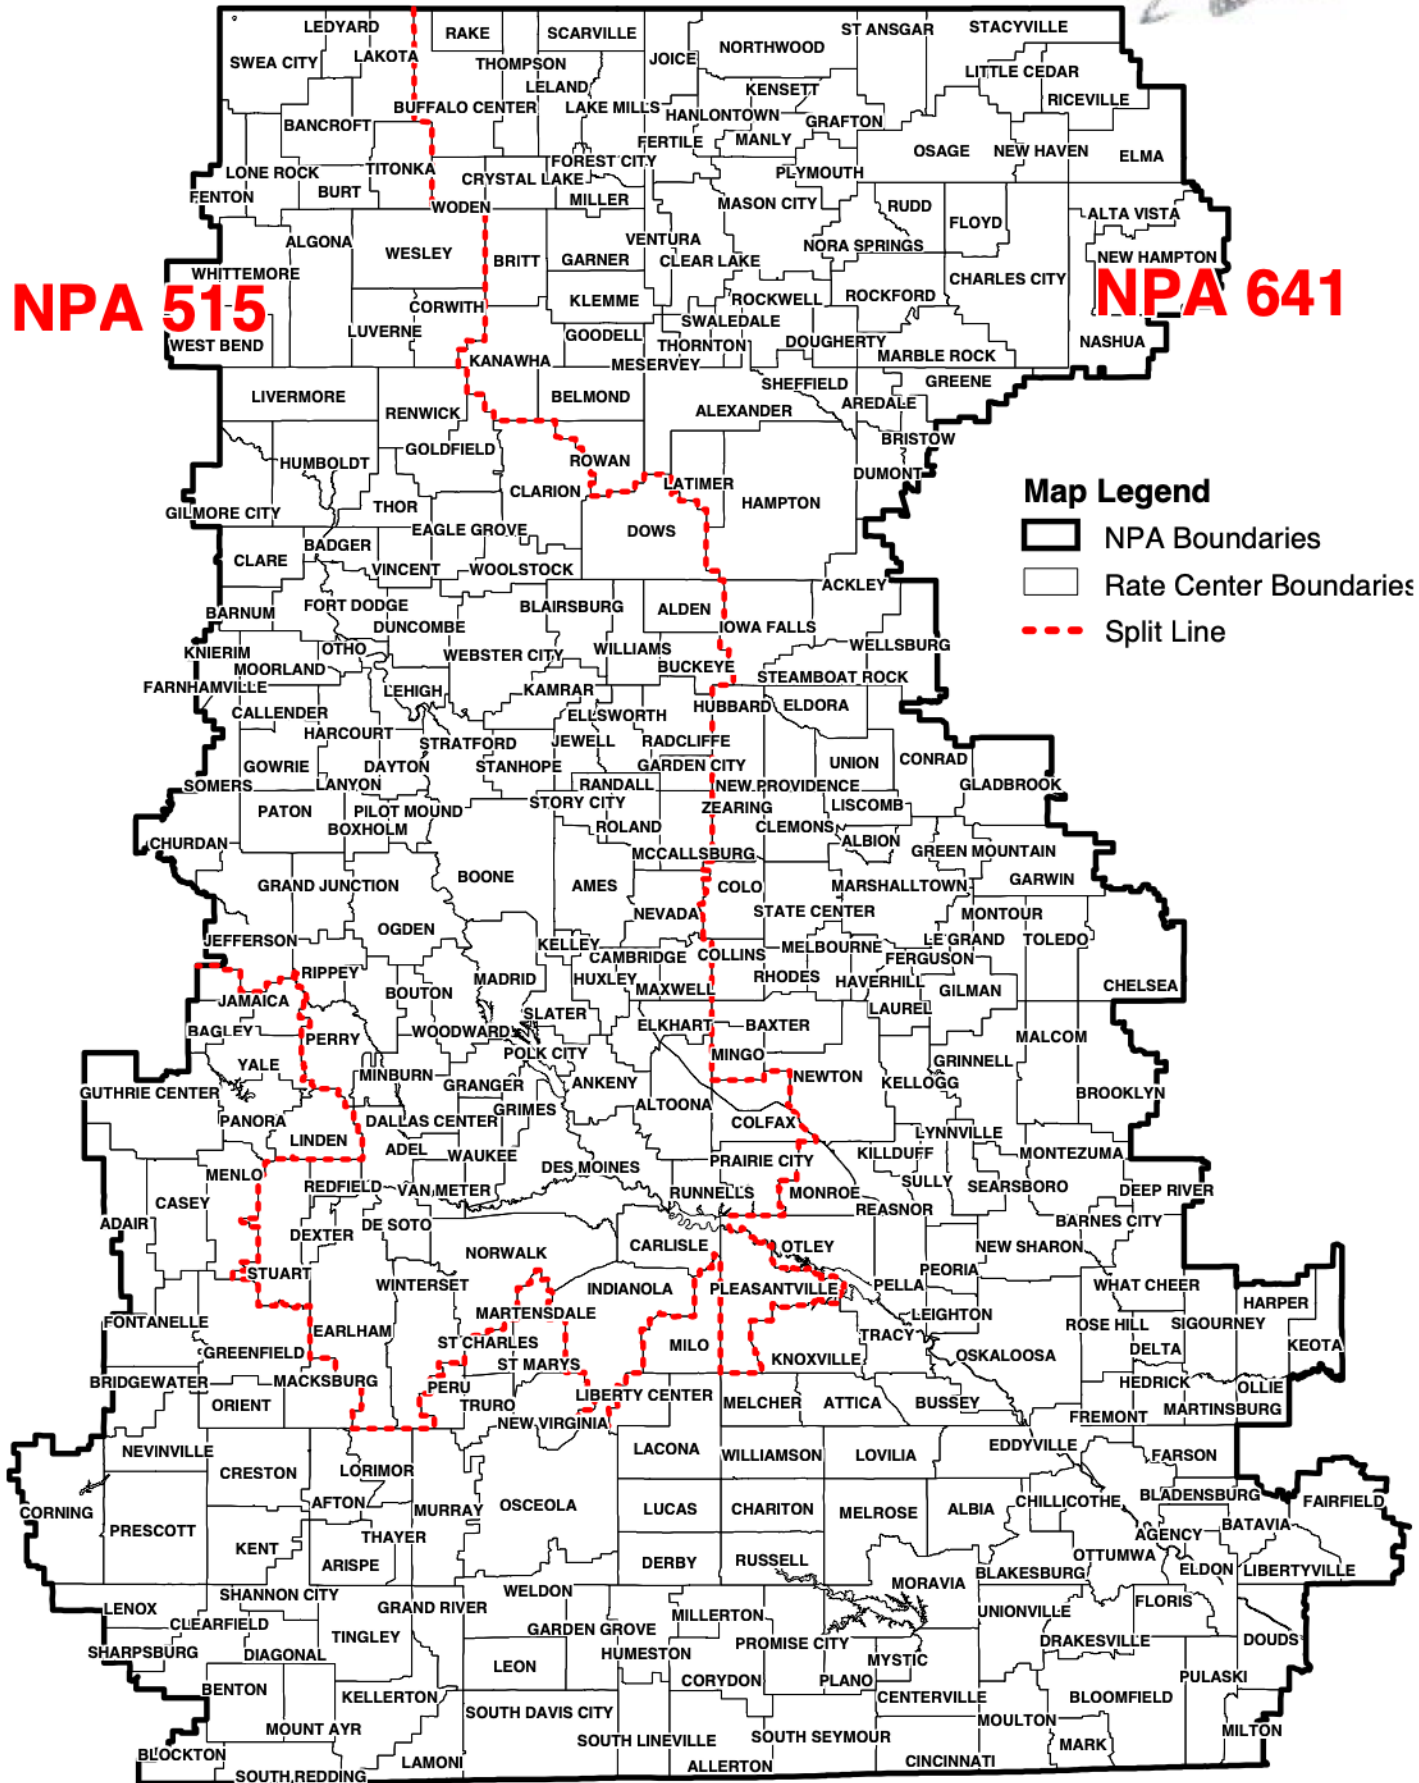 LEDYARD
RAKE
SCARVILLE
ST ANSGAR
STACYVILLE
SWEA CITY
LAKOTA
THOMPSON
JOICE
NORTHWOOD
LELAND
LITTLE CEDAR
BUFFALO CENTER
LAKE MILLS
KENSETT
RICEVILLE
BANCROFT
HANLONTOWN
GRAFTON
FERTILE
MANLY
OSAGE
NEW HAVEN
ELMA
LONE ROCK
TITONKA
FOREST CITY
CRYSTAL LAKE
PLYMOUTH
FENTON
BURT
WODEN
MILLER
MASON CITY
RUDD
FLOYD
ALTA VISTA
ALGONA
WESLEY
BRITT
GARNER
VENTURA
CLEAR LAKE
NORA SPRINGS
NEW HAMPTON
WHITTEMORE
CHARLES CITY
NPA 515
NPA 641
CORWITH
KLEMME
ROCKWELL
ROCKFORD
LUVERNE
GOODELL
SWALEDALE
WEST BEND
THORNTON
DOUGHERTY
NASHUA
KANAWHA
MESERVEY
MARBLE ROCK
LIVERMORE
BELMOND
SHEFFIELD
GREENE
RENWICK
ALEXANDER
AREDALE
GOLDFIELD
BRISTOW
HUMBOLDT
ROWAN
DUMONT
CLARION
LATIMER
HAMPTON
Map Legend
GILMORE CITY
THOR
EAGLE GROVE
DOWS
NPA Boundaries
BADGER
CLARE
VINCENT
WOOLSTOCK
ACKLEY
Rate Center Boundaries
BARNUM
FORT DODGE
BLAIRSBURG
ALDEN
IOWA FALLS
Split Line
DUNCOMBE
KNIERIM
OTHO
WEBSTER CITY
WILLIAMS
WELLSBURG
MOORLAND
BUCKEYE
STEAMBOAT ROCK
FARNHAMVILLE
LEHIGH
KAMRAR
HUBBARD
ELDORA
CALLENDER
ELLSWORTH
HARCOURT
STRATFORD
JEWELL
RADCLIFFE
GOWRIE
DAYTON
STANHOPE
GARDEN CITY
UNION
CONRAD
SOMERS
LANYON
RANDALL
NEW PROVIDENCE
GLADBROOK
PATON
PILOT MOUND
STORY CITY
ZEARING
LISCOMB
BOXHOLM
ROLAND
CLEMONS
CHURDAN
MCCALLSBURG
ALBION
GREEN MOUNTAIN
GRAND JUNCTION
BOONE
AMES
COLO
MARSHALLTOWN
GARWIN
NEVADA
STATE CENTER
MONTOUR
JEFFERSON
OGDEN
KELLEY
CAMBRIDGE
COLLINS
MELBOURNE
LE GRAND
TOLEDO
FERGUSON
RIPPEY
MADRID
HUXLEY
RHODES
HAVERHILL
GILMAN
CHELSEA
JAMAICA
BOUTON
MAXWELL
LAUREL
BAGLEY
SLATER
ELKHART
BAXTER
PERRY
WOODWARD
MALCOM
YALE
POLK CITY
MINGO
GRINNELL
GUTHRIE CENTER
MINBURN
GRANGER
ANKENY
NEWTON
KELLOGG
BROOKLYN
PANORA
DALLAS CENTER
GRIMES
ALTOONA
COLFAX
LINDEN
ADEL
WAUKEE
LYNNVILLE
KILLDUFF
MONTEZUMA
MENLO
DES MOINES
PRAIRIE CITY
REDFIELD
VAN METER
RUNNELLS
MONROE
SULLY
SEARSBORO
DEEP RIVER
CASEY
REASNOR
ADAIR
DE SOTO
BARNES CITY
DEXTER
NORWALK
CARLISLE
OTLEY
NEW SHARON
STUART
WINTERSET
INDIANOLA
PLEASANTVILLE
PELLA
PEORIA
WHAT CHEER
MARTENSDALE
LEIGHTON
HARPER
FONTANELLE
EARLHAM
ST CHARLES
MILO
TRACY
ROSE HILL
SIGOURNEY
GREENFIELD
ST MARYS
KNOXVILLE
OSKALOOSA
DELTA
KEOTA
BRIDGEWATER
MACKSBURG
PERU
LIBERTY CENTER
HEDRICK
OLLIE
ORIENT
TRURO
MELCHER
ATTICA
BUSSEY
MARTINSBURG
NEW VIRGINIA
FREMONT
NEVINVILLE
LACONA
WILLIAMSON
LOVILIA
EDDYVILLE
FARSON
CRESTON
LORIMOR
BLADENSBURG
CORNING
AFTON
MURRAY
OSCEOLA
LUCAS
CHARITON
MELROSE
ALBIA
CHILLICOTHE
FAIRFIELD
PRESCOTT
THAYER
AGENCY
BATAVIA
KENT
ARISPE
DERBY
RUSSELL
OTTUMWA
BLAKESBURG
ELDON
LIBERTYVILLE
SHANNON CITY
WELDON
MORAVIA
LENOX
GRAND RIVER
MILLERTON
UNIONVILLE
FLORIS
CLEARFIELD
GARDEN GROVE
SHARPSBURG
DIAGONAL
TINGLEY
HUMESTON
PROMISE CITY
DRAKESVILLE
DOUDS
LEON
MYSTIC
BENTON
KELLERTON
CORYDON
PLANO
PULASKI
SOUTH DAVIS CITY
CENTERVILLE
BLOOMFIELD
MOUNT AYR
SOUTH LINEVILLE
SOUTH SEYMOUR
MOULTON
MILTON
BLOCKTON
LAMONI
ALLERTON
CINCINNATI
MARK
SOUTH REDDING